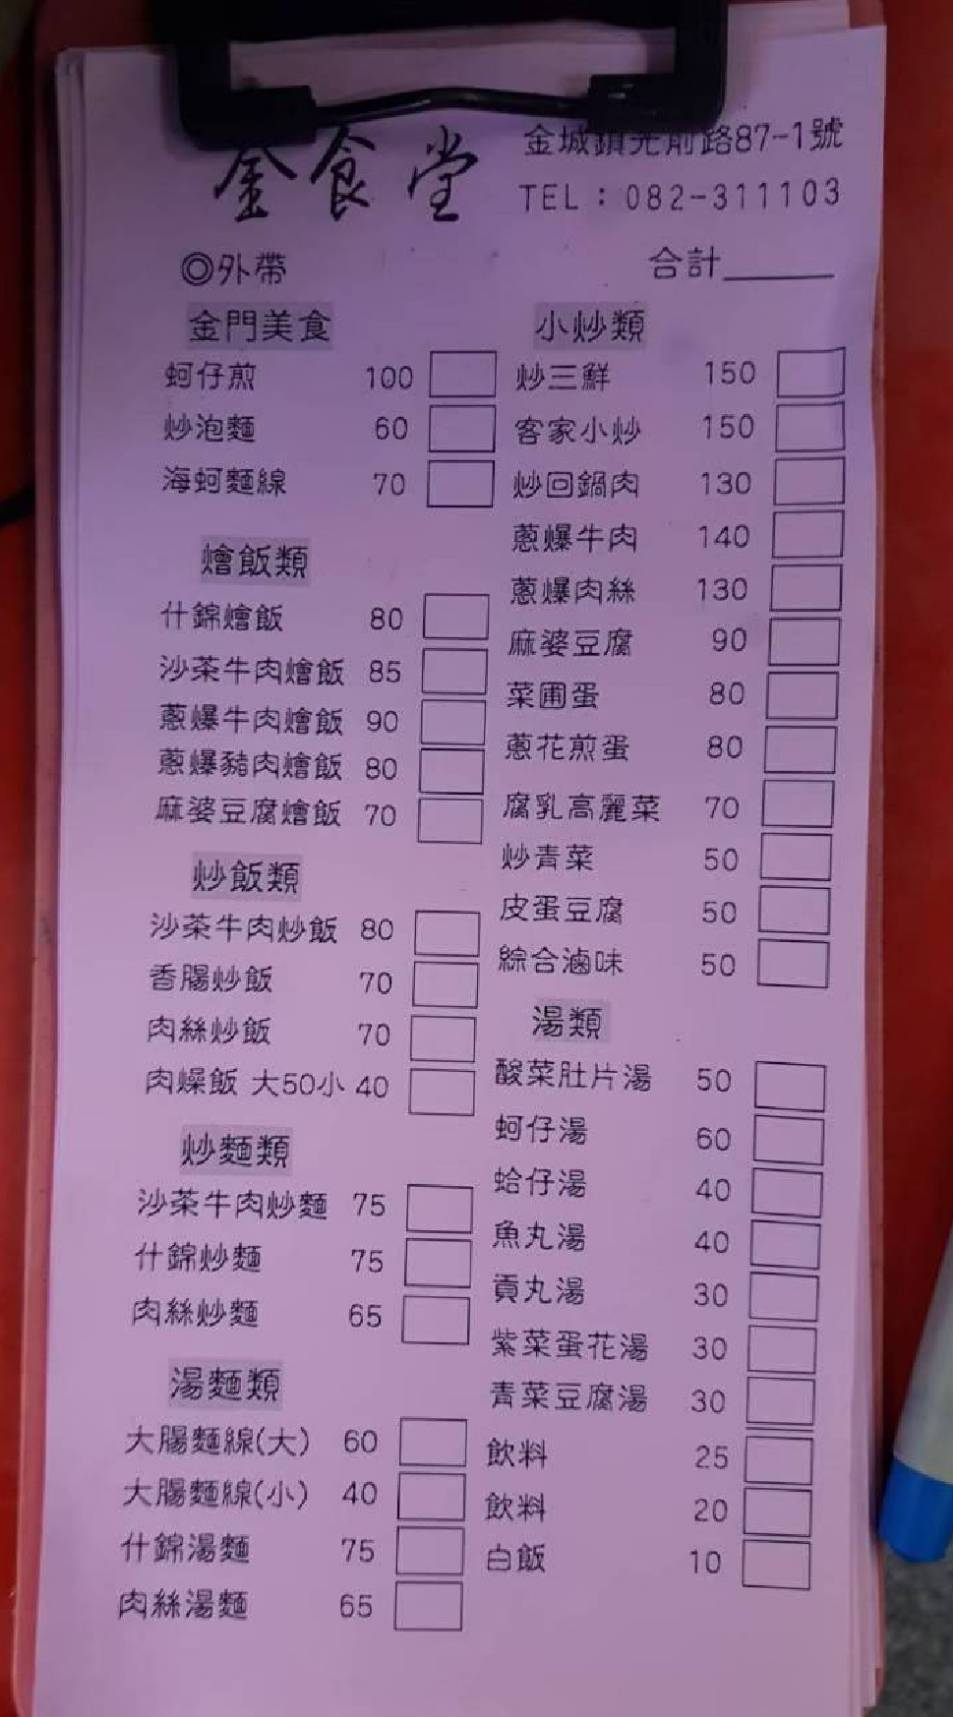 金食堂
金城鎮光前路87-1號
TEL：082-311103
◎外帶
合計______
金門美食
蚵仔煎 100
炒泡麵 60
海蚵麵線 70
燴飯類
什錦燴飯 80
沙茶牛肉燴飯 85
蔥爆牛肉燴飯 90
蔥爆豬肉燴飯 80
麻婆豆腐燴飯 70
炒飯類
沙茶牛肉炒飯 80
香腸炒飯 70
肉絲炒飯 70
肉燥飯 大50小 40
炒麵類
沙茶牛肉炒麵 75
什錦炒麵 75
肉絲炒麵 65
湯麵類
大腸麵線(大) 60
大腸麵線(小) 40
什錦湯麵 75
肉絲湯麵 65
小炒類
炒三鮮 150
客家小炒 150
炒回鍋肉 130
蔥爆牛肉 140
蔥爆肉絲 130
麻婆豆腐 90
菜圃蛋 80
蔥花煎蛋 80
腐乳高麗菜 70
炒青菜 50
皮蛋豆腐 50
綜合滷味 50
湯類
酸菜肚片湯 50
蚵仔湯 60
蛤仔湯 40
魚丸湯 40
貢丸湯 30
紫菜蛋花湯 30
青菜豆腐湯 30
飲料 25
飲料 20
白飯 10